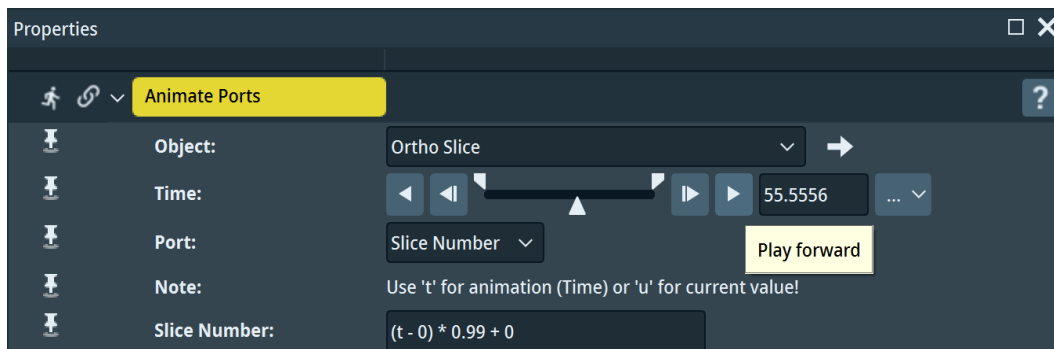 Properties
Animate Ports
?
Object: Ortho Slice
Time: 55.5556 ...
Port: Slice Number
Play forward
Note: Use 't' for animation (Time) or 'u' for current value!
Slice Number: (t - 0) * 0.99 + 0